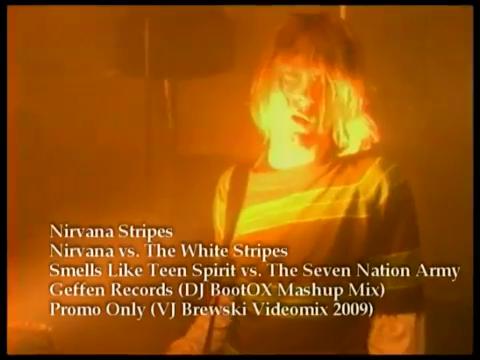 Nirvana Stripes
Nirvana vs. The White Stripes
Smells Like Teen Spirit vs. The Seven Nation Army
Geffen Records (DJ BootOX Mashup Mix)
Promo Only (VJ Brewski Videomix 2009)